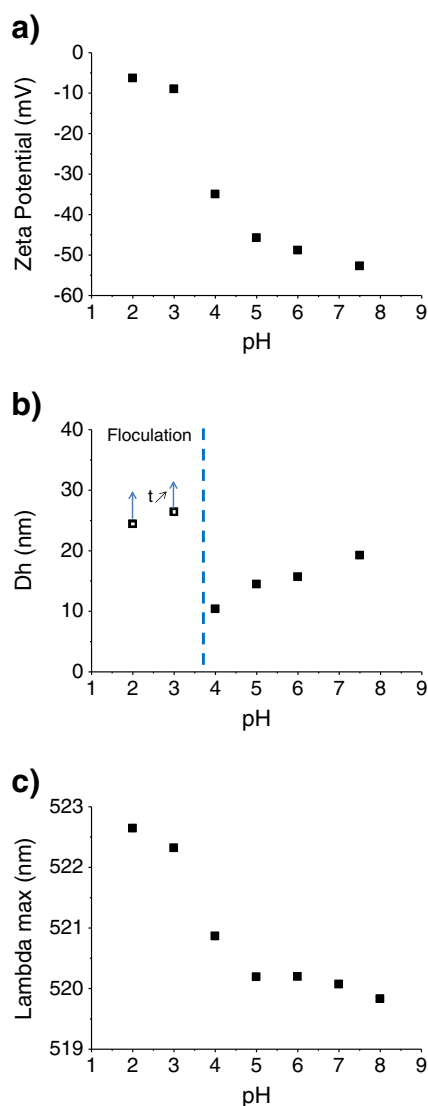 a)
0
-10
-20
-30
-40
-50
-60
Zeta Potential (mV)
1 2 3 4 5 6 7 8 9
pH
b)
40
30
20
10
0
Dh (nm)
Floculation
t
1 2 3 4 5 6 7 8 9
pH
c)
523
522
521
520
519
Lambda max (nm)
1 2 3 4 5 6 7 8 9
pH